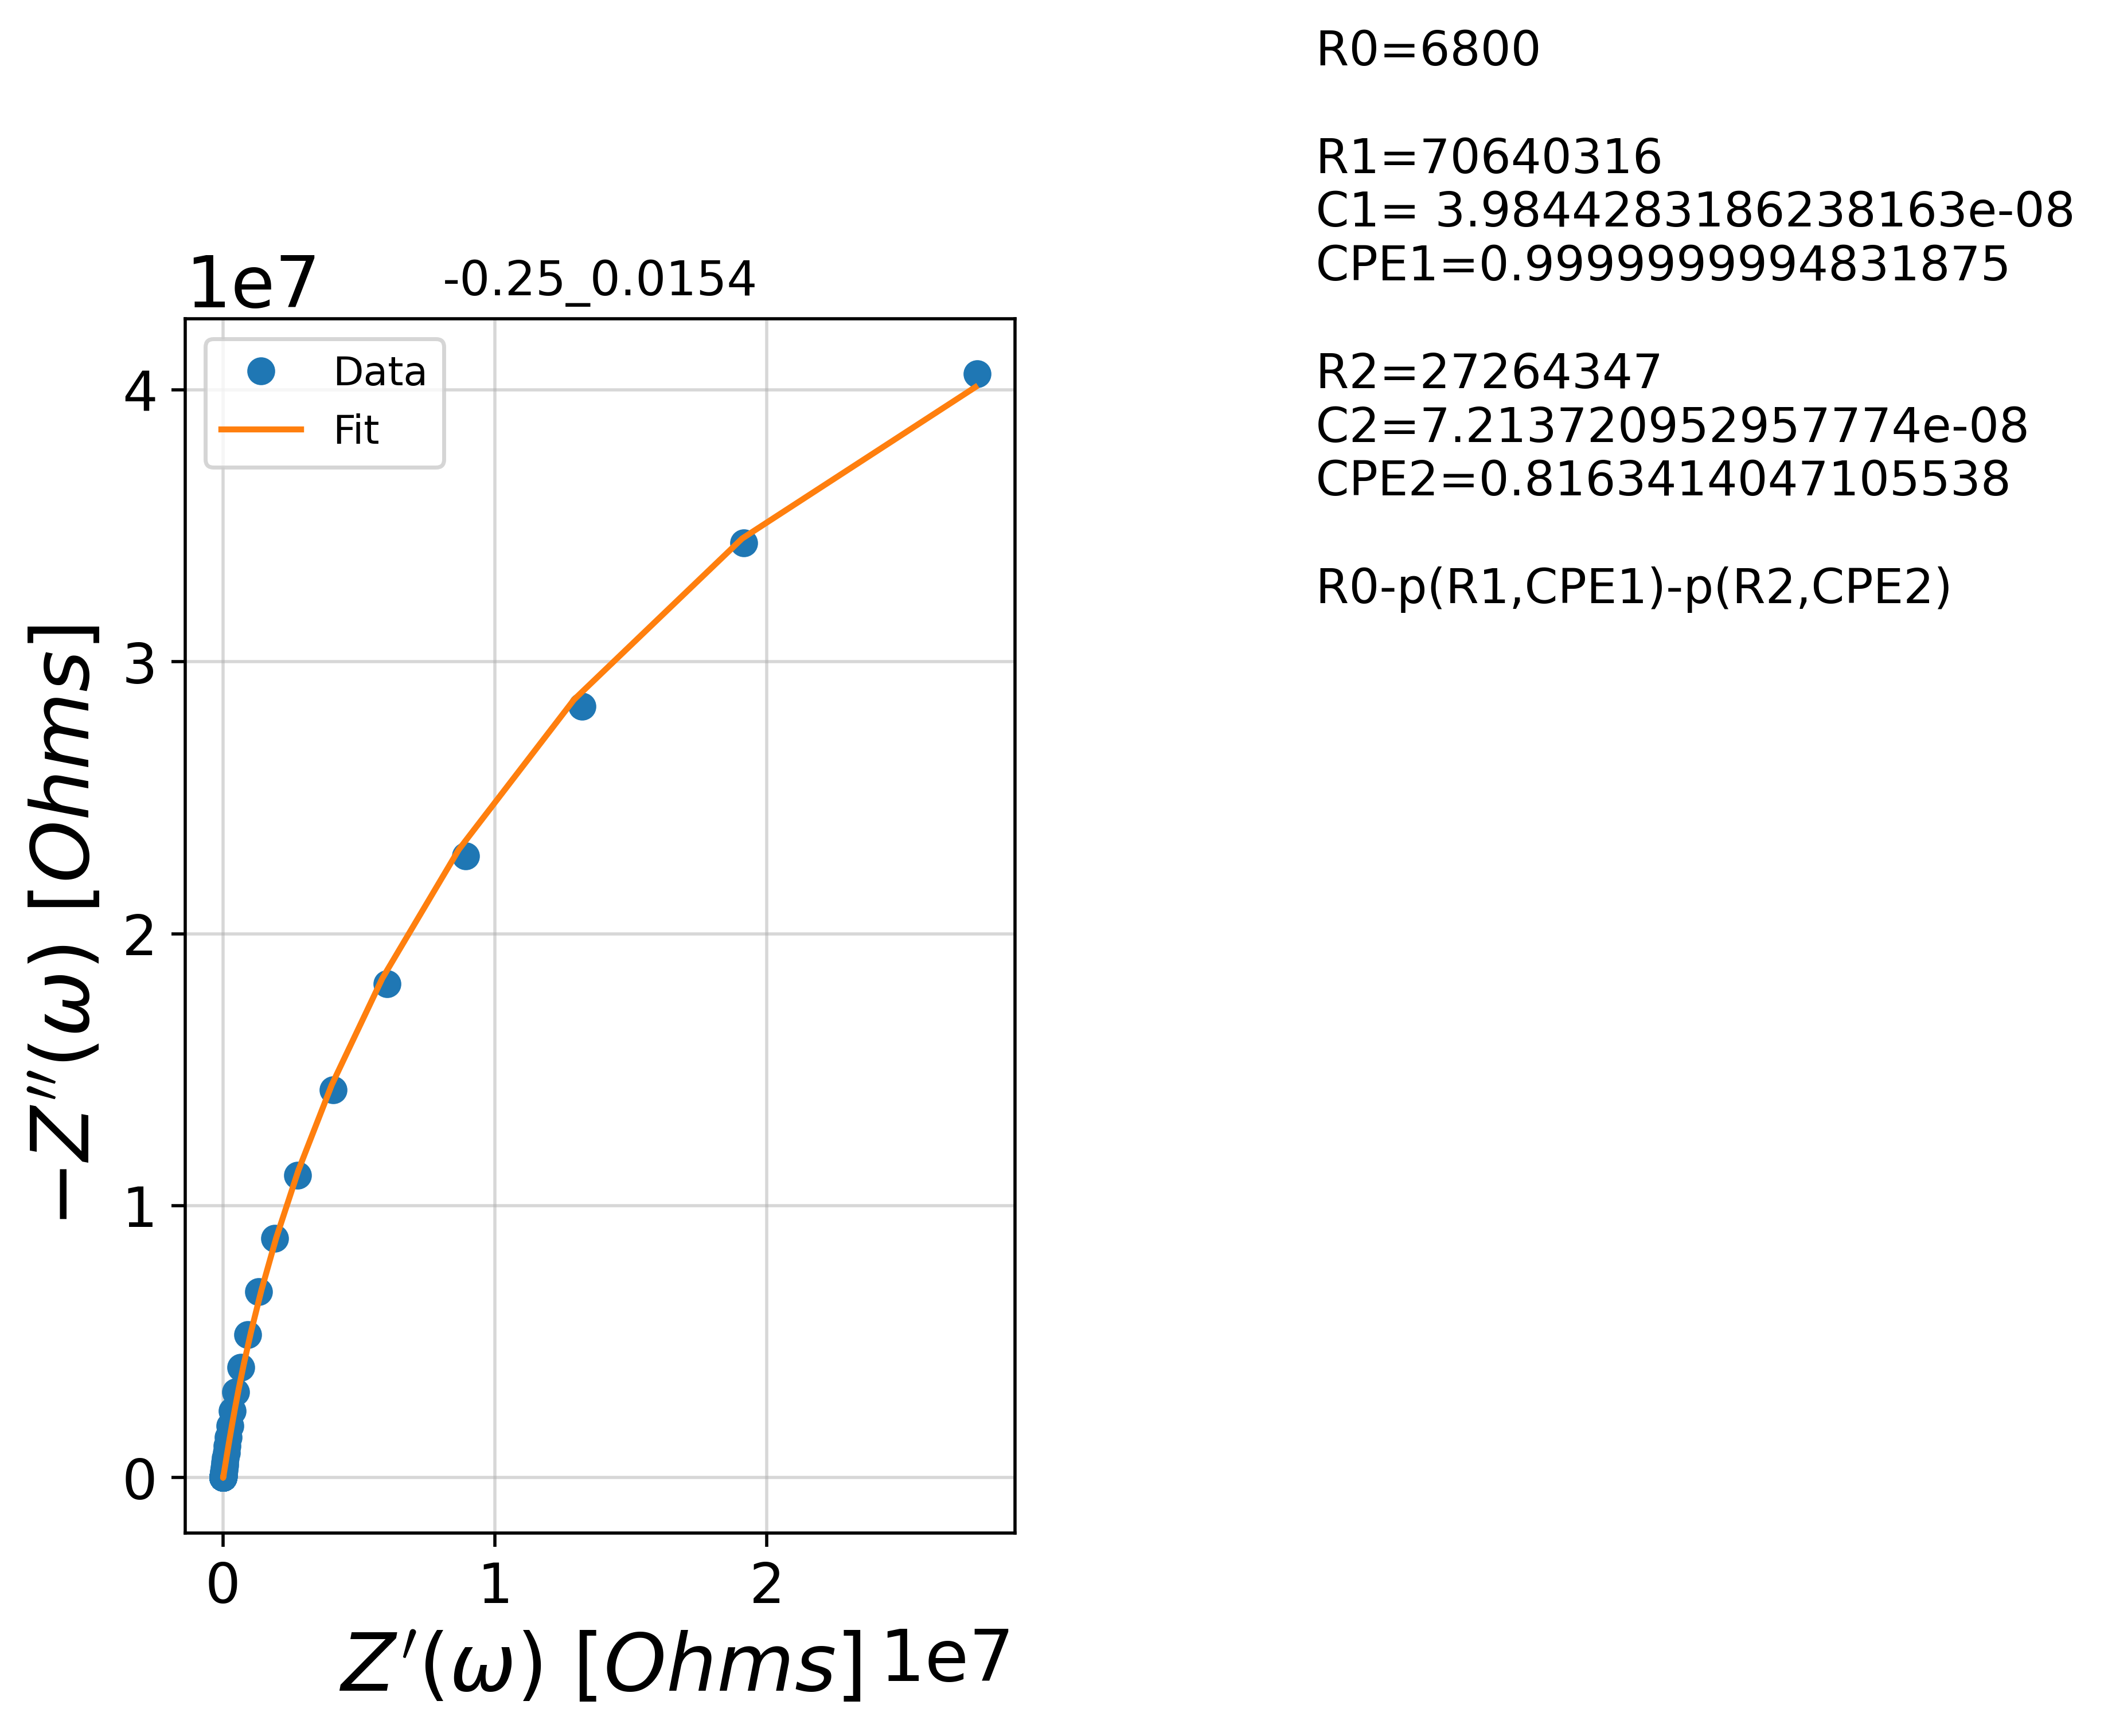 R0=6800
R1=70640316
C1= 3.9844283186238163e-08
CPE1=0.9999999994831875
R2=27264347
C2=7.213720952957774e-08
CPE2=0.8163414047105538
R0-p(R1,CPE1)-p(R2,CPE2)
1e7
-0.25_0.0154
Data
Fit
4
3
2
1
0
−Z′′(ω) [Ohms]
0 1 2
Z′(ω) [Ohms]
1e7